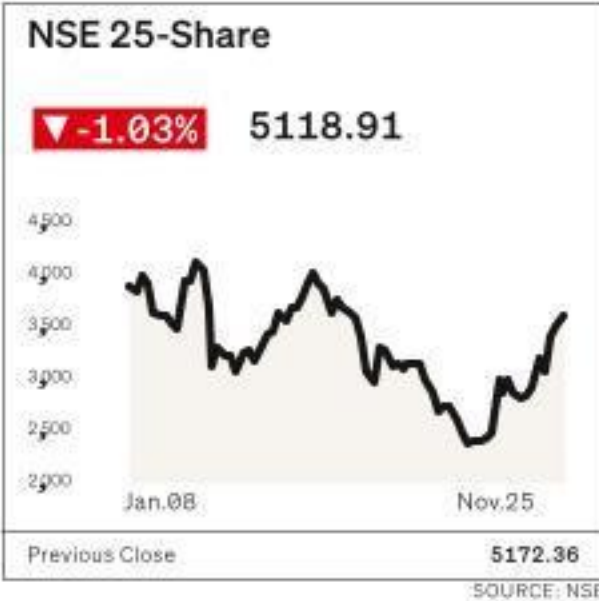 NSE 25-Share
▼-1.03% 5118.91
4,500
4,000
3,500
3,000
2,500
2,000
Jan.08 Nov.25
Previous Close 5172.36
SOURCE: NSE